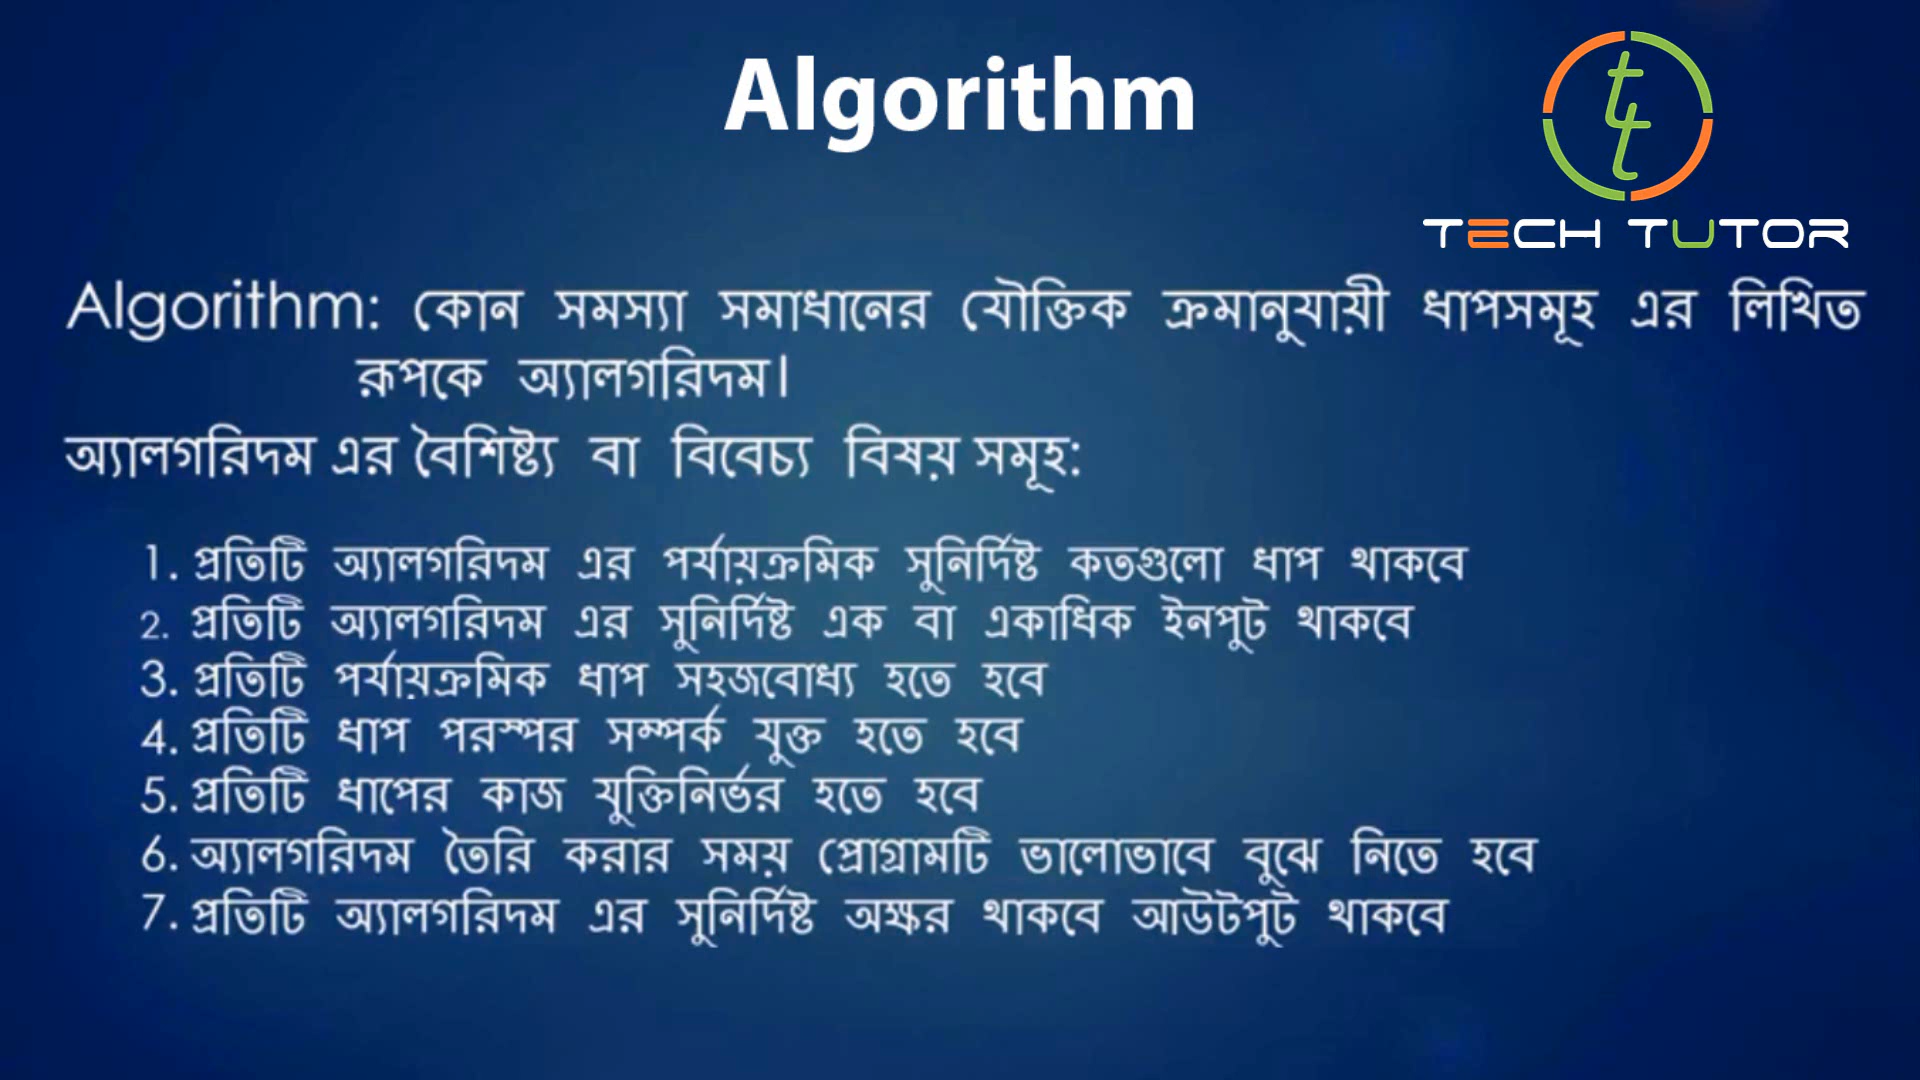 Algorithm
TECH TUTOR
Algorithm: কোন সমস্যা সমাধানের যৌক্তিক ক্রমানুযায়ী ধাপসমূহ এর লিখিত
রূপকে অ্যালগরিদম।
অ্যালগরিদম এর বৈশিষ্ট্য বা বিবেচ্য বিষয় সমূহ:
1. প্রতিটি অ্যালগরিদম এর পর্যায়ক্রমিক সুনির্দিষ্ট কতগুলো ধাপ থাকবে
2. প্রতিটি অ্যালগরিদম এর সুনির্দিষ্ট এক বা একাধিক ইনপুট থাকবে
3. প্রতিটি পর্যায়ক্রমিক ধাপ সহজবোধ্য হতে হবে
4. প্রতিটি ধাপ পরস্পর সম্পর্ক যুক্ত হতে হবে
5. প্রতিটি ধাপের কাজ যুক্তিনির্ভর হতে হবে
6. অ্যালগরিদম তৈরি করার সময় প্রোগ্রামটি ভালোভাবে বুঝে নিতে হবে
7. প্রতিটি অ্যালগরিদম এর সুনির্দিষ্ট অক্ষর থাকবে আউটপুট থাকবে